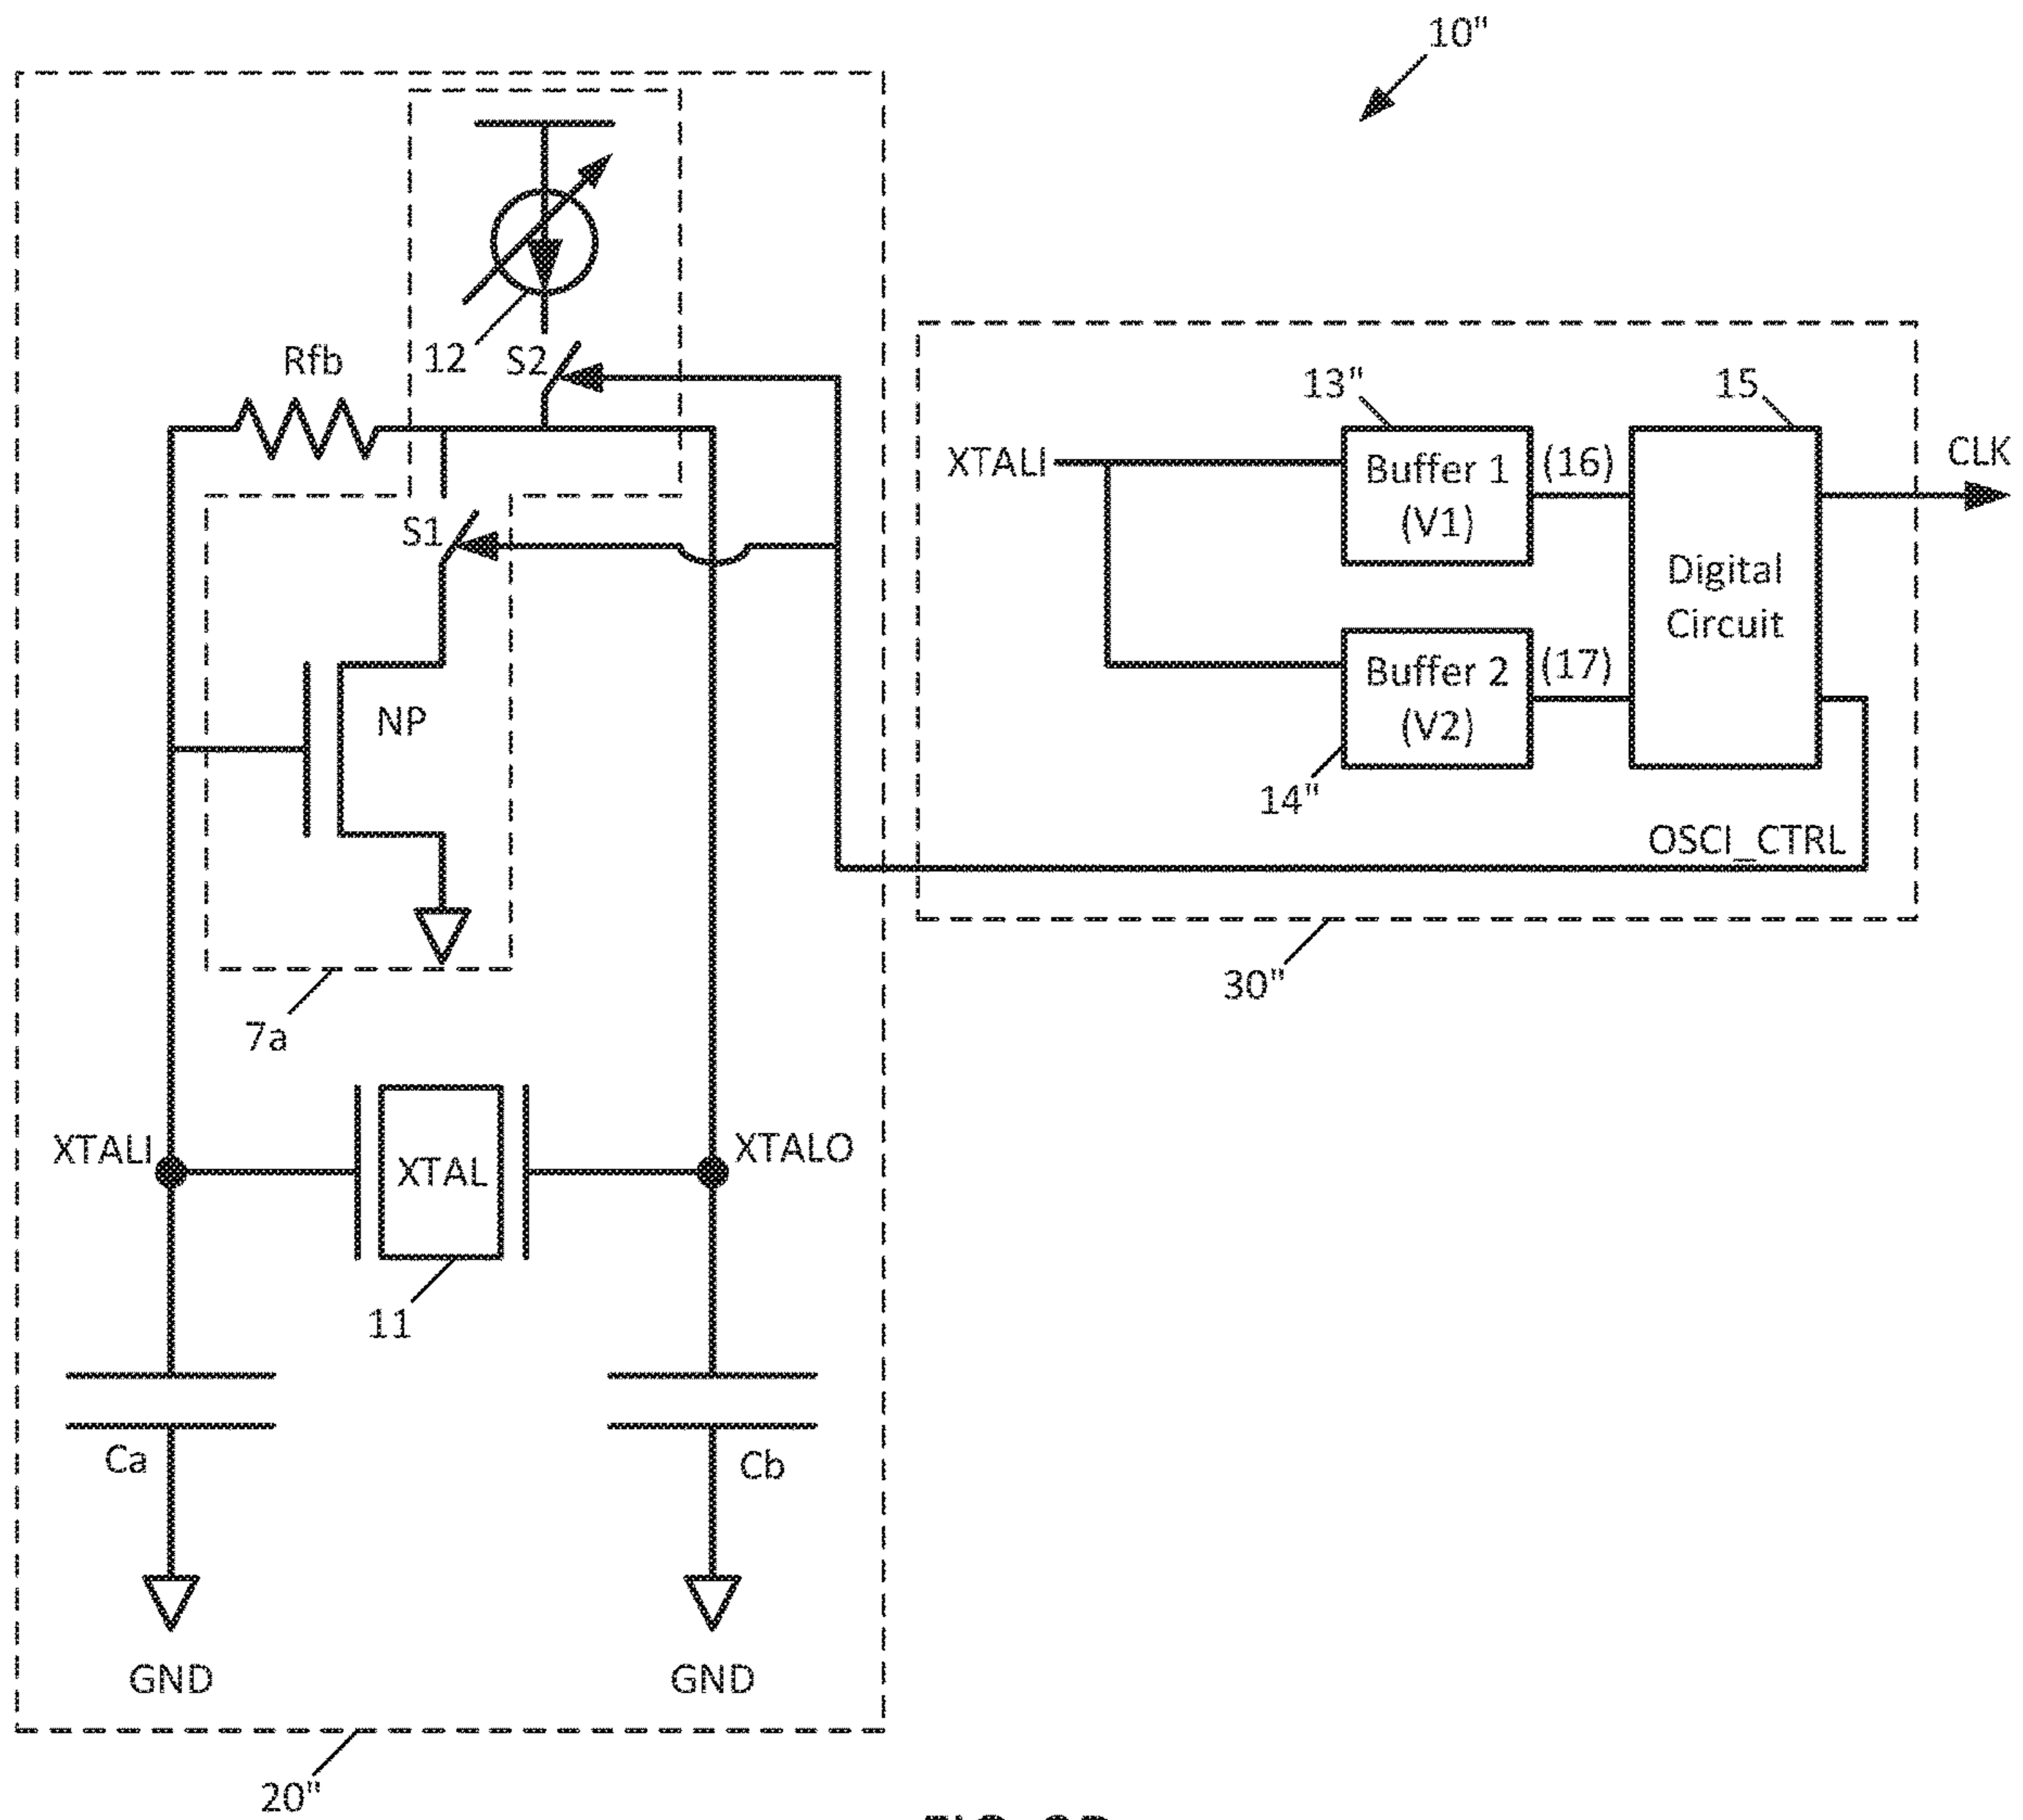 10"
12
S2
Rfb
S1
NP
7a
XTALI
XTAL
XTALO
11
Ca
Cb
GND
GND
20"
13"
15
XTALI
Buffer 1
(V1)
(16)
CLK
Digital
Circuit
Buffer 2
(V2)
(17)
14"
OSCI_CTRL
30"